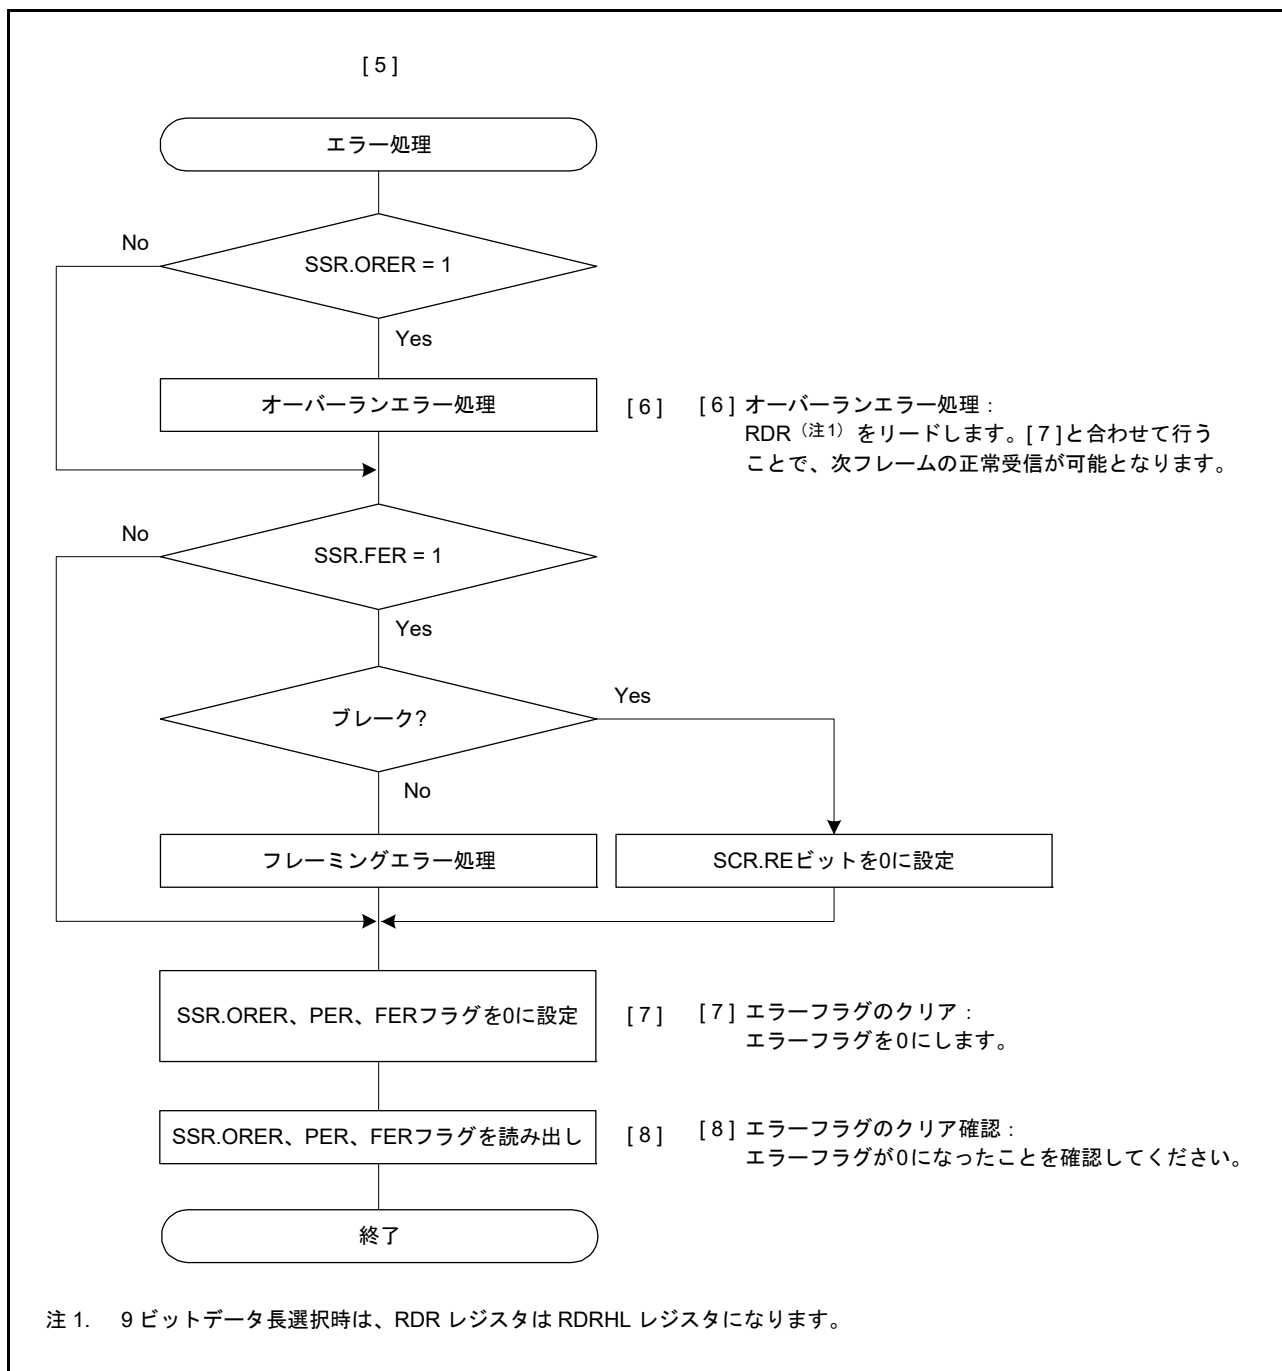 [ 5 ]
エラー処理
No
SSR.ORER = 1
Yes
オーバーランエラー処理
[ 6 ]
[ 6 ] オーバーランエラー処理：
RDR（注1）をリードします。[ 7 ]と合わせて行う
ことで、次フレームの正常受信が可能となります。
No
SSR.FER = 1
Yes
ブレーク?
Yes
No
フレーミングエラー処理
SCR.REビットを0に設定
SSR.ORER、PER、FERフラグを0に設定
[ 7 ]
[ 7 ] エラーフラグのクリア：
エラーフラグを0にします。
SSR.ORER、PER、FERフラグを読み出し
[ 8 ]
[ 8 ] エラーフラグのクリア確認：
エラーフラグが0になったことを確認してください。
終了
注 1. 9 ビットデータ長選択時は、RDR レジスタは RDRHL レジスタになります。